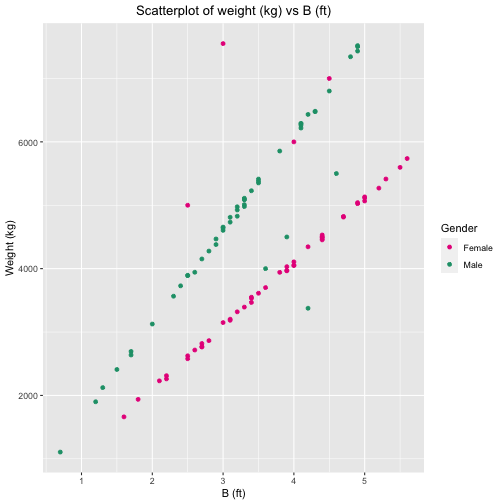 Scatterplot of weight (kg) vs B (ft)
Weight (kg)
6000
4000
2000
1 2 3 4 5
B (ft)
Gender
Female
Male